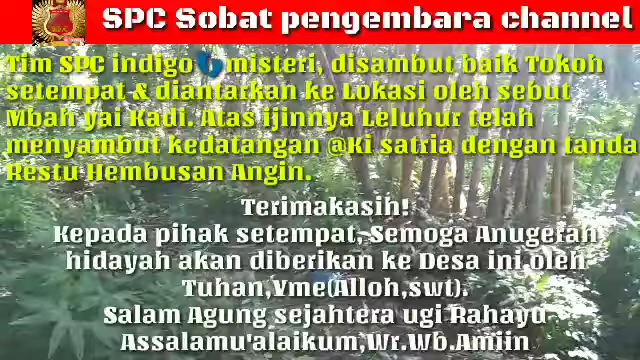 SPC Sobat pengembara channel
Tim SPC indigo👣misteri, disambut baik Tokoh
setempat & diantarkan ke Lokasi oleh sebut
Mbah yai Kadi. Atas ijinnya Leluhur telah
menyambut kedatangan @Ki satria dengan tanda
Restu Hembusan Angin.
Terimakasih!
Kepada pihak setempat, Semoga Anugerah
hidayah akan diberikan ke Desa ini oleh
Tuhan,Yme(Alloh,swt).
Salam Agung sejahtera ugi Rahayu
Assalamu'alaikum,Wr.Wb.Amiin